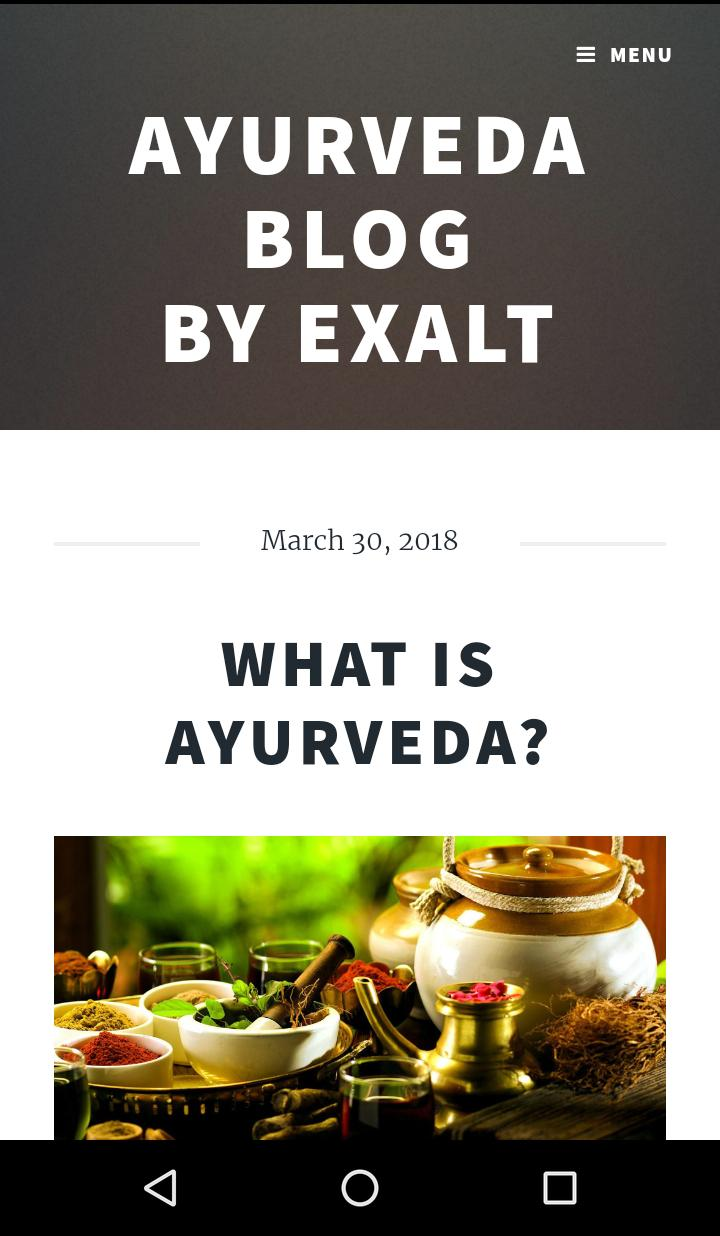 MENU
AYURVEDA
BLOG
BY EXALT
March 30, 2018
WHAT IS
AYURVEDA?